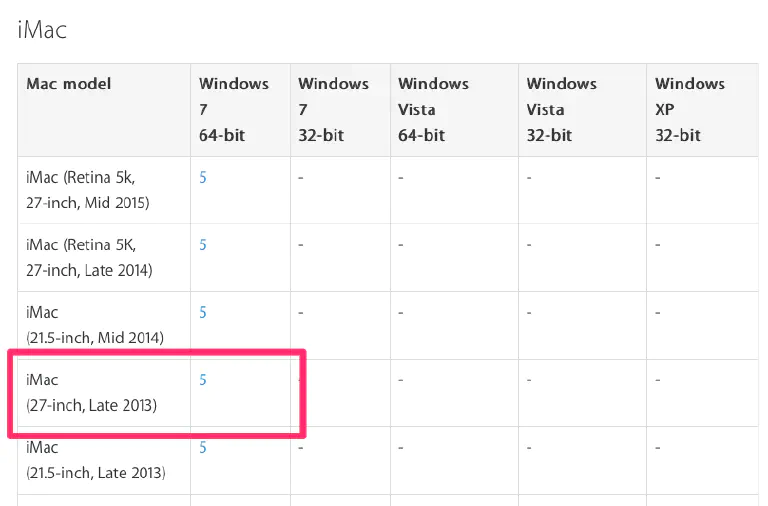 iMac
Mac model Windows 7 64-bit Windows 7 32-bit Windows Vista 64-bit Windows Vista 32-bit Windows XP 32-bit
iMac (Retina 5k, 27-inch, Mid 2015) 5 - - - -
iMac (Retina 5K, 27-inch, Late 2014) 5 - - - -
iMac (21.5-inch, Mid 2014) 5 - - - -
iMac (27-inch, Late 2013) 5 - - - -
iMac (21.5-inch, Late 2013) 5 - - - -